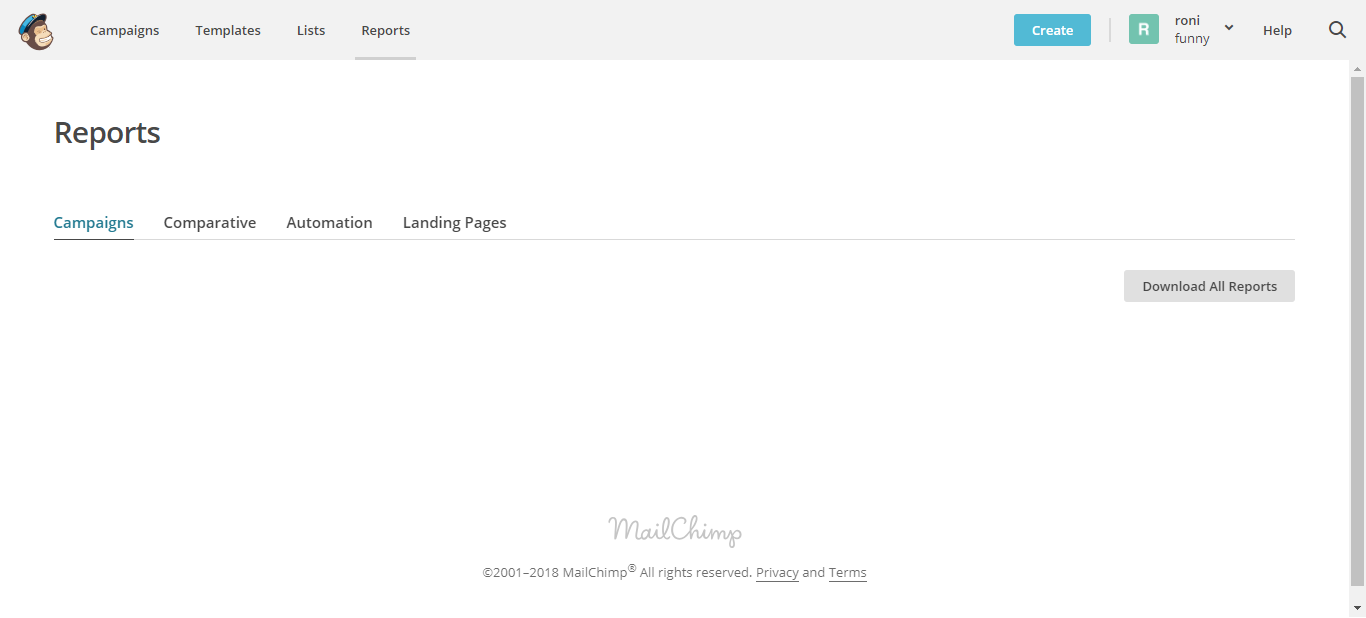 Campaigns Templates Lists Reports Create R roni Help
funny
Reports
Campaigns Comparative Automation Landing Pages
Download All Reports
MailChimp
©2001–2018 MailChimp® All rights reserved. Privacy and Terms